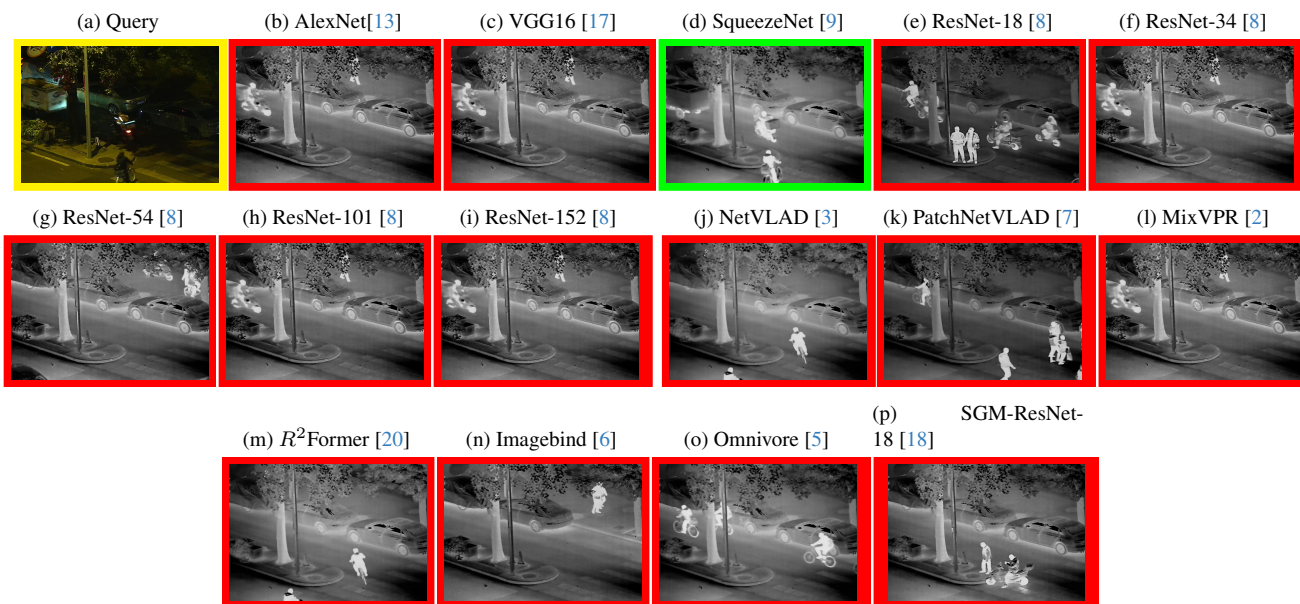 (a) Query
(b) AlexNet[13]
(c) VGG16 [17]
(d) SqueezeNet [9]
(e) ResNet-18 [8]
(f) ResNet-34 [8]
(g) ResNet-54 [8]
(h) ResNet-101 [8]
(i) ResNet-152 [8]
(j) NetVLAD [3]
(k) PatchNetVLAD [7]
(l) MixVPR [2]
(m) R²Former [20]
(n) Imagebind [6]
(o) Omnivore [5]
(p) SGM-ResNet-
18 [18]